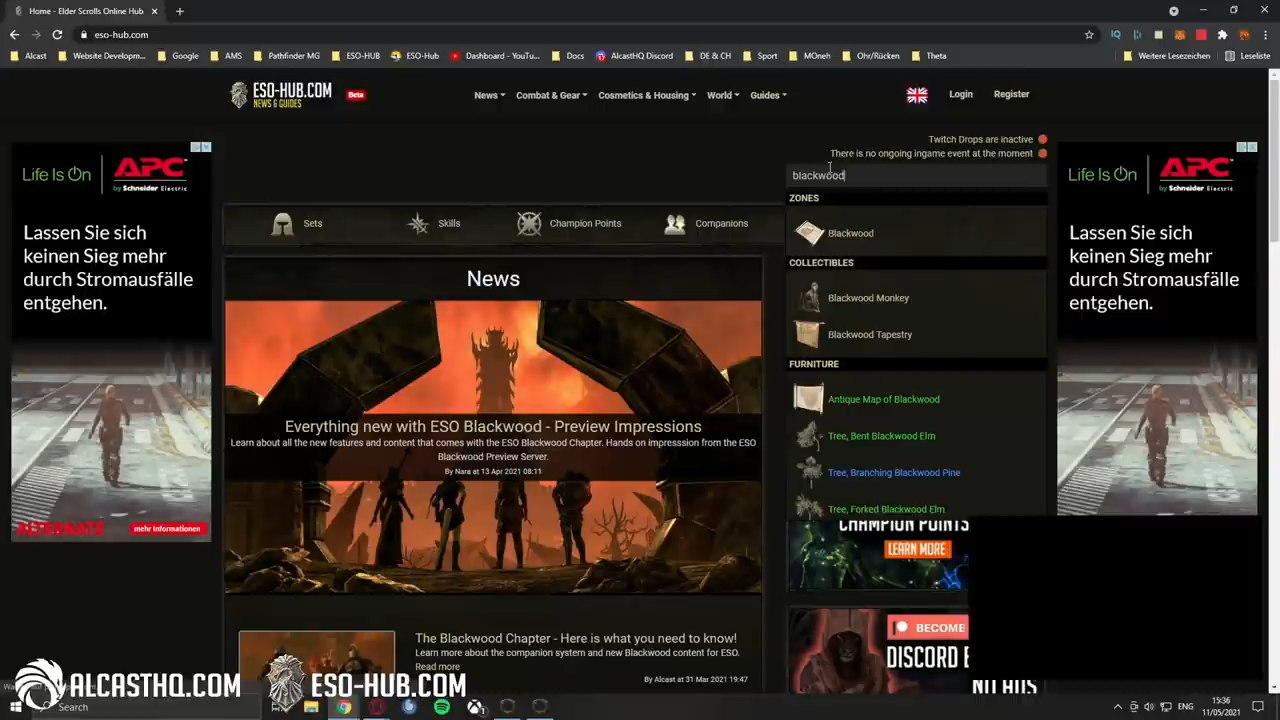 Home - Elder Scrolls Online Hub
eso-hub.com
Alcast
Website Developm...
Google
AMS
Pathfinder MG
ESO-HUB
ESO-Hub
Dashboard - YouTu...
Docs
AlcastHQ Discord
DE & CH
Sport
MOneh
Ohr/Rücken
Theta
Weitere Lesezeichen
Leseliste
ESO-HUB.COM
NEWS & GUIDES
Beta
News
Combat & Gear
Cosmetics & Housing
World
Guides
Login
Register
Twitch Drops are inactive
There is no ongoing ingame event at the moment
blackwood
Sets
Skills
Champion Points
Companions
ZONES
Blackwood
COLLECTIBLES
Blackwood Monkey
Blackwood Tapestry
FURNITURE
Antique Map of Blackwood
Tree, Bent Blackwood Elm
Tree, Branching Blackwood Pine
Tree, Forked Blackwood Elm
Life Is On
APC
by Schneider Electric
Lassen Sie sich
keinen Sieg mehr
durch Stromausfälle
entgehen.
ALTERNATE
mehr Informationen
Life Is On
APC
by Schneider Electric
Lassen Sie sich
keinen Sieg mehr
durch Stromausfälle
entgehen.
News
Everything new with ESO Blackwood - Preview Impressions
Learn about all the new features and content that comes with the ESO Blackwood Chapter. Hands on impresssion from the ESO
Blackwood Preview Server.
By Nara at 13 Apr 2021 08:11
The Blackwood Chapter - Here is what you need to know!
Learn more about the companion system and new Blackwood content for ESO.
Read more
By Alcast at 31 Mar 2021 19:47
CHAMPION POINTS
LEARN MORE
BECOME
DISCORD
ALCASTHQ.COM
ESO-HUB.COM
Search
ENG
15:36
11/05/2021